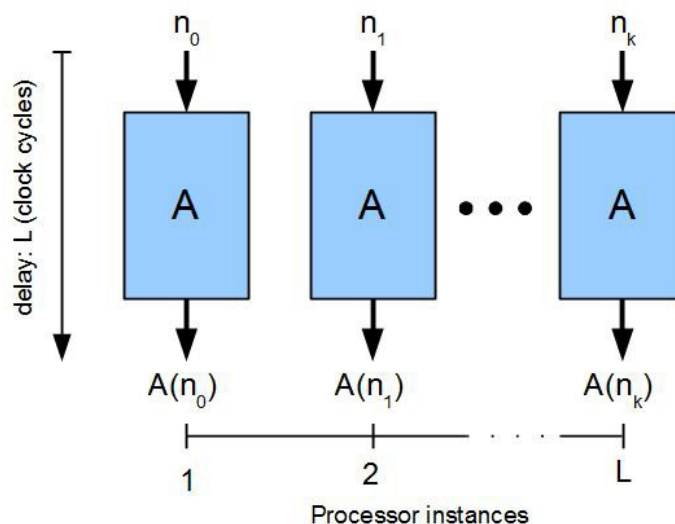 n₀ n₁ nₖ
delay: L (clock cycles)
A A A
A(n₀) A(n₁) A(nₖ)
1 2 L
Processor instances